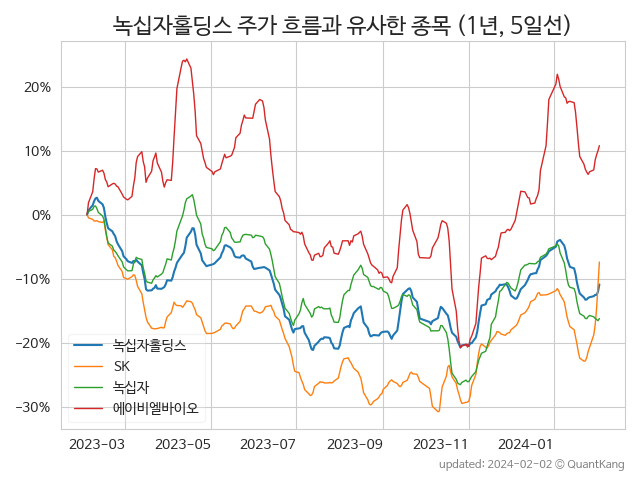 녹십자홀딩스 주가 흐름과 유사한 종목 (1년, 5일선)
20%
10%
0%
−10%
−20%
−30%
녹십자홀딩스
SK
녹십자
에이비엘바이오
2023-03
2023-05
2023-07
2023-09
2023-11
2024-01
updated: 2024-02-02 © QuantKang